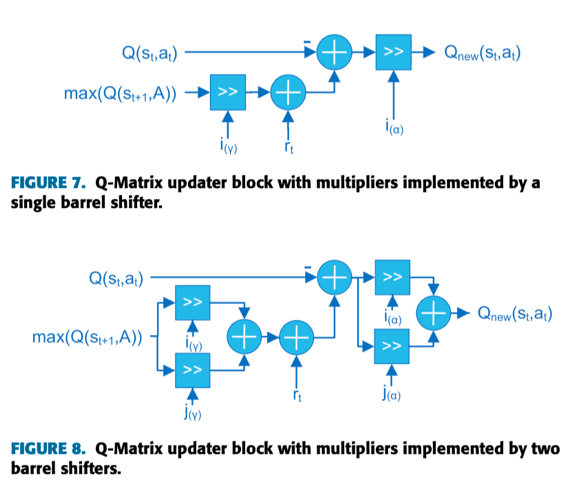 Q(sₜ,aₜ)
-
+
>>
Qₙₑw(sₜ,aₜ)
max(Q(sₜ₊₁,A))
>>
+
i(γ)
rₜ
i(α)
FIGURE 7. Q-Matrix updater block with multipliers implemented by a
single barrel shifter.
Q(sₜ,aₜ)
-
+
>>
>>
i(α)
+
Qₙₑw(sₜ,aₜ)
max(Q(sₜ₊₁,A))
i(γ)
+
+
>>
>>
j(γ)
rₜ
j(α)
FIGURE 8. Q-Matrix updater block with multipliers implemented by two
barrel shifters.